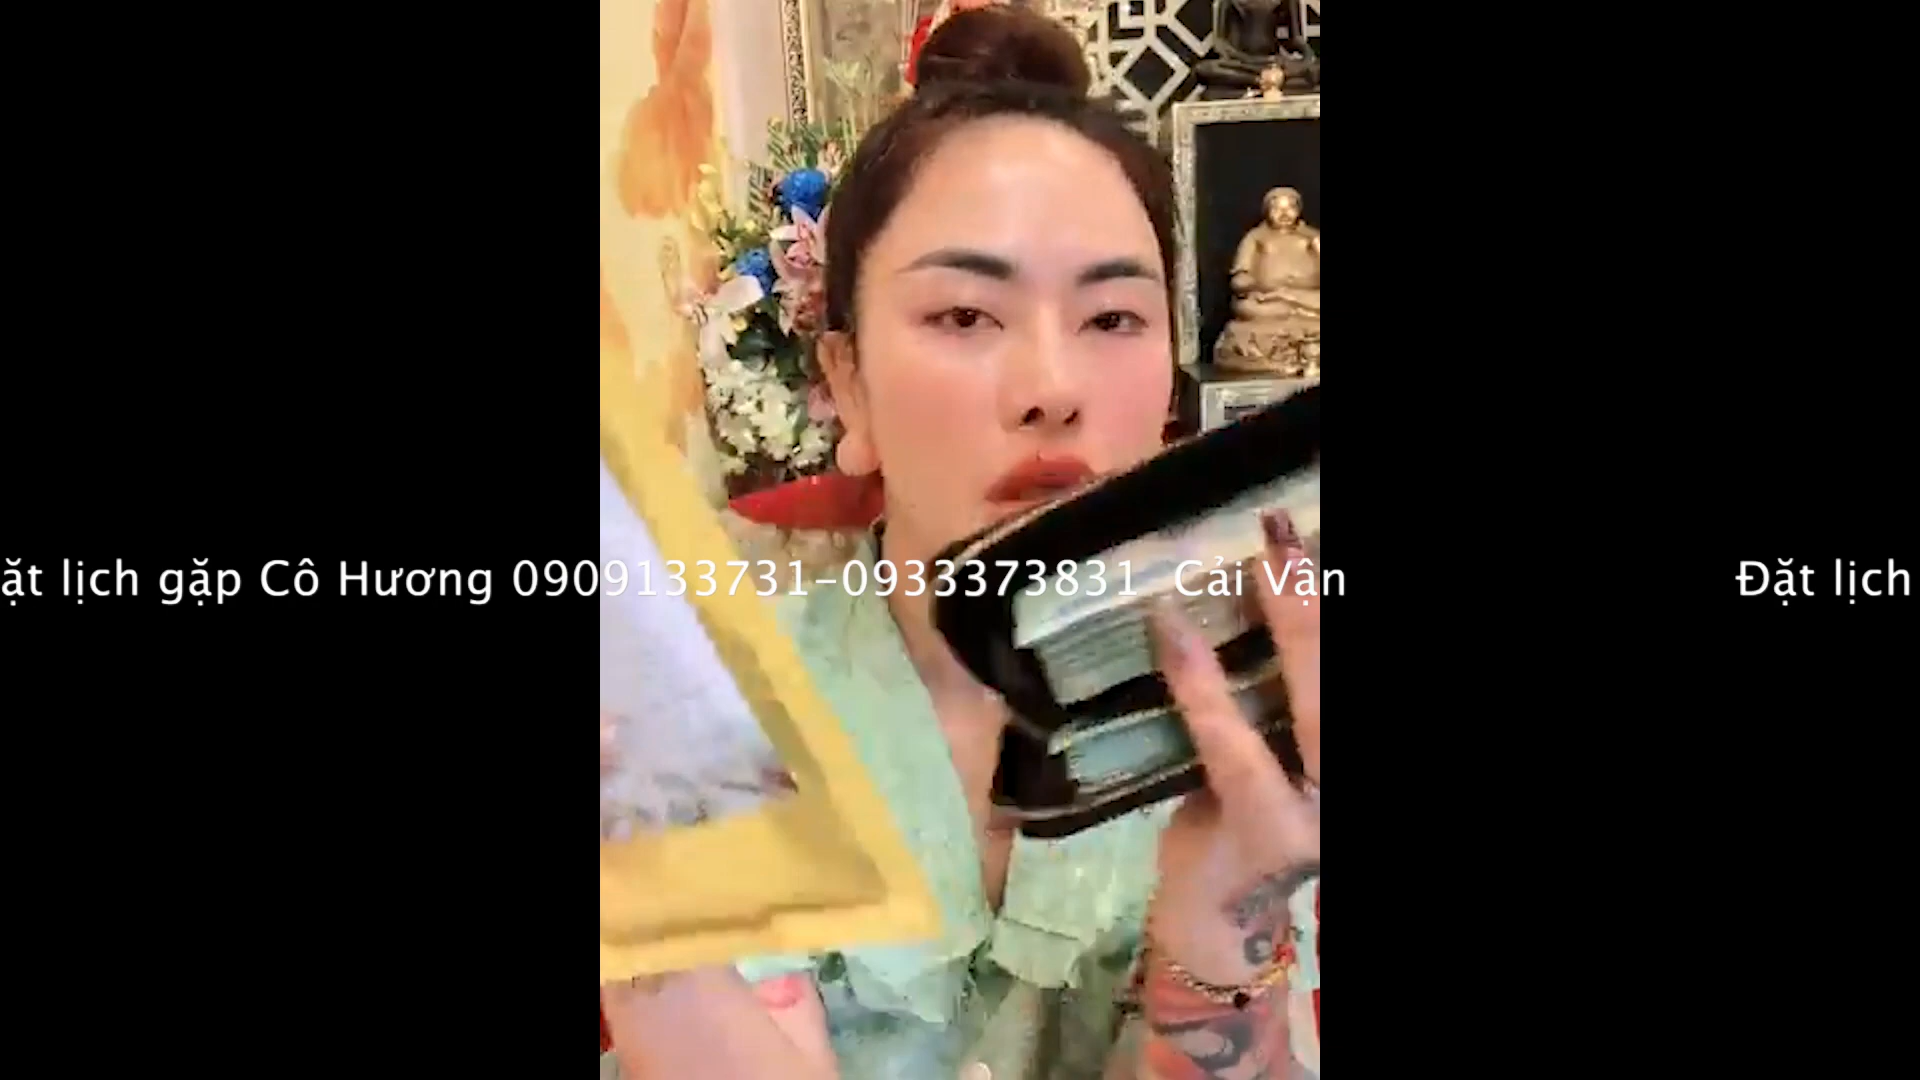 ặt lịch gặp Cô Hương 0909133731-0933373831 Cải Vận Đặt lịch